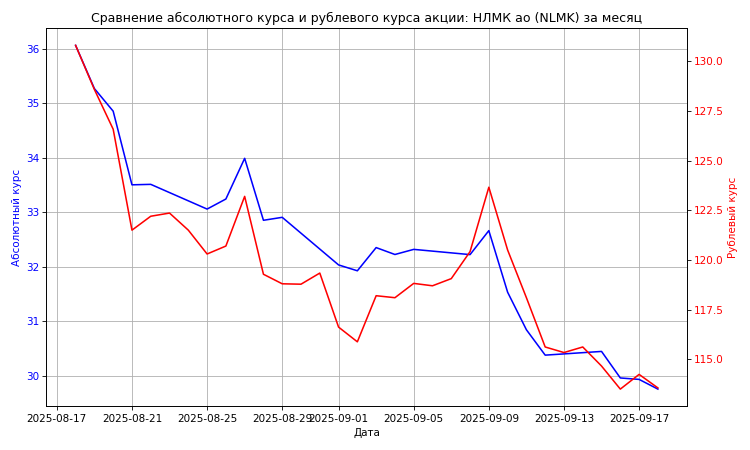 Сравнение абсолютного курса и рублевого курса акции: НЛМК ао (NLMK) за месяц
Абсолютный курс
36
35
34
33
32
31
30
130.0
127.5
125.0
122.5
120.0
117.5
115.0
Рублевый курс
2025-08-17 2025-08-21 2025-08-25 2025-08-29 2025-09-01 2025-09-05 2025-09-09 2025-09-13 2025-09-17
Дата